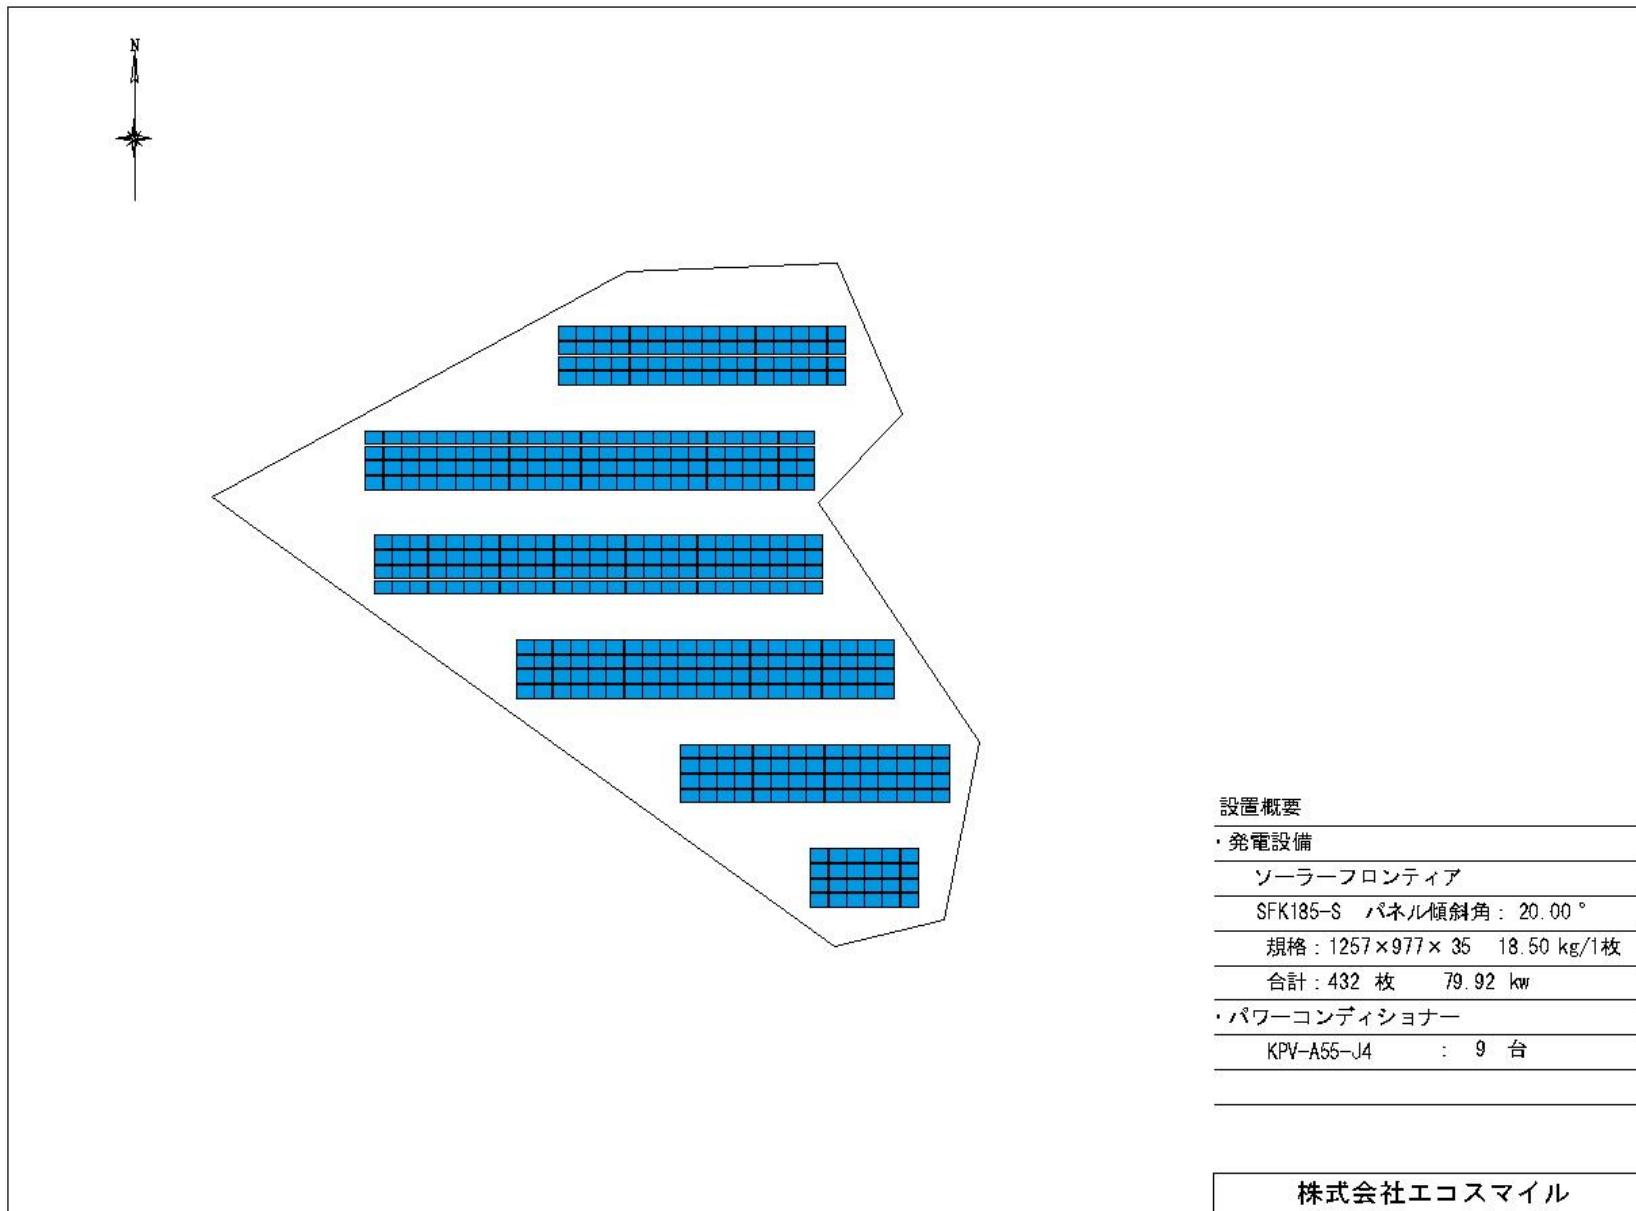 N
設置概要
・発電設備
ソーラーフロンティア
SFK185-S パネル傾斜角: 20.00°
規格:1257×977×35 18.50 kg/1枚
合計:432 枚 79.92 kw
・パワーコンディショナー
KPV-A55-J4 : 9 台
株式会社エコスマイル